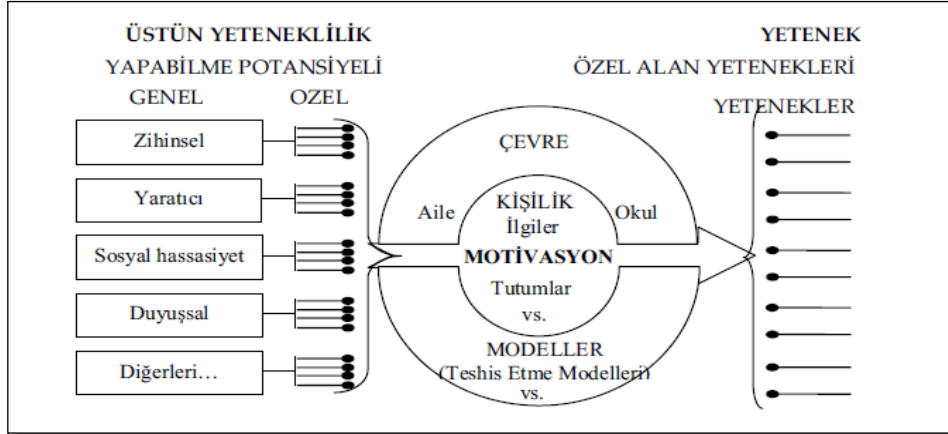 ÜSTÜN YETENEKLİLİK
YAPABİLME POTANSİYELİ
GENEL OZEL
Zihinsel
Yaratıcı
Sosyal hassasiyet
Duyuşsal
Diğerleri…
ÇEVRE
Aile
KİŞİLİK
Okul
İlgiler
MOTİVASYON
Tutumlar
vs.
MODELLER
(Teshis Etme Modelleri)
vs.
YETENEK
ÖZEL ALAN YETENEKLERİ
YETENEKLER